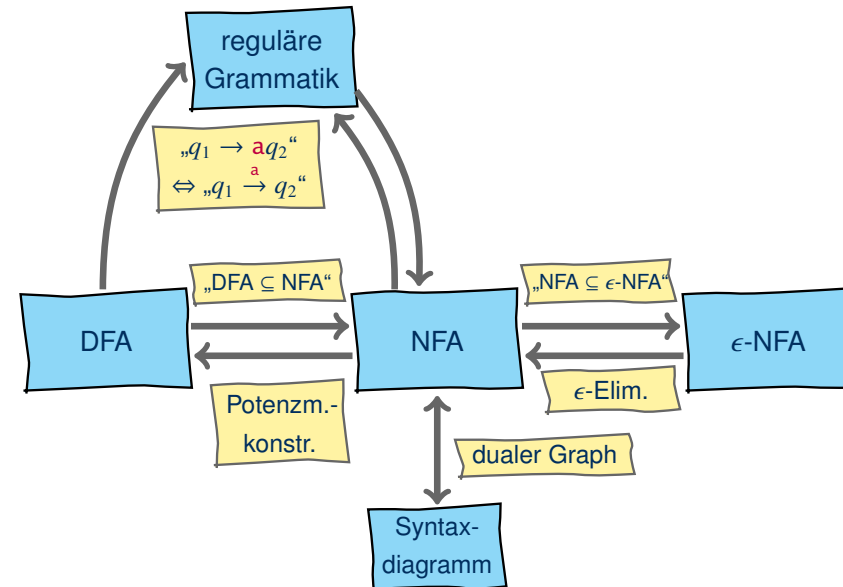 reguläre
Grammatik
„q₁ → aq₂“
⇔ „q₁ →ᵃ q₂“
„DFA ⊆ NFA“
„NFA ⊆ ϵ-NFA“
DFA
NFA
ϵ-NFA
Potenzm.-
konstr.
ϵ-Elim.
dualer Graph
Syntax-
diagramm